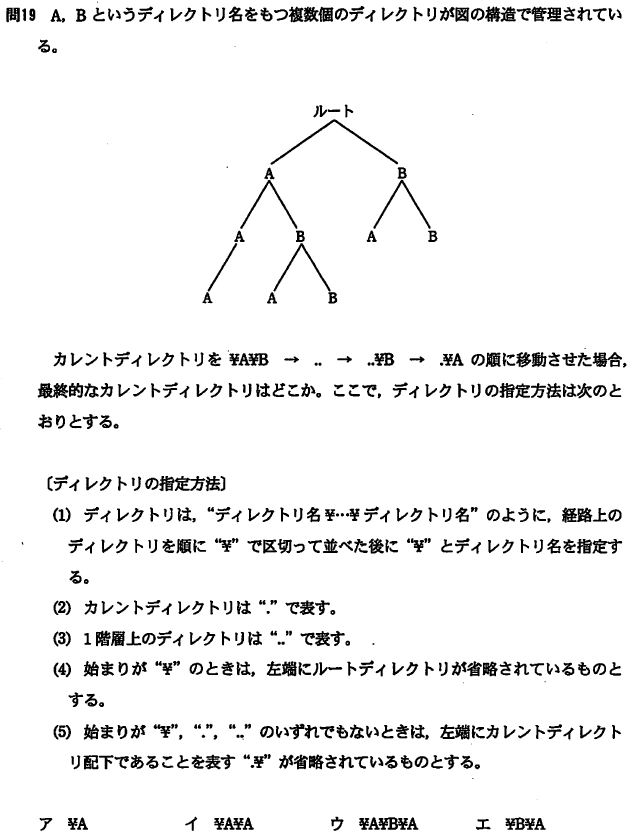 問19 A，B というディレクトリ名をもつ複数個のディレクトリが図の構造で管理されてい
る。
ルート
A B
A B A B
A A B
カレントディレクトリを ¥A¥B → .. → ..¥B → .¥A の順に移動させた場合，
最終的なカレントディレクトリはどこか。ここで，ディレクトリの指定方法は次のと
おりとする。
〔ディレクトリの指定方法〕
(1) ディレクトリは，“ディレクトリ名¥…¥ディレクトリ名”のように，経路上の
ディレクトリを順に“¥”で区切って並べた後に“¥”とディレクトリ名を指定す
る。
(2) カレントディレクトリは“.”で表す。
(3) 1階層上のディレクトリは“..”で表す。
(4) 始まりが“¥”のときは，左端にルートディレクトリが省略されているものと
する。
(5) 始まりが“¥”，“.”，“..”のいずれでもないときは，左端にカレントディレクト
リ配下であることを表す“.¥”が省略されているものとする。
ア ¥A イ ¥A¥A ウ ¥A¥B¥A エ ¥B¥A